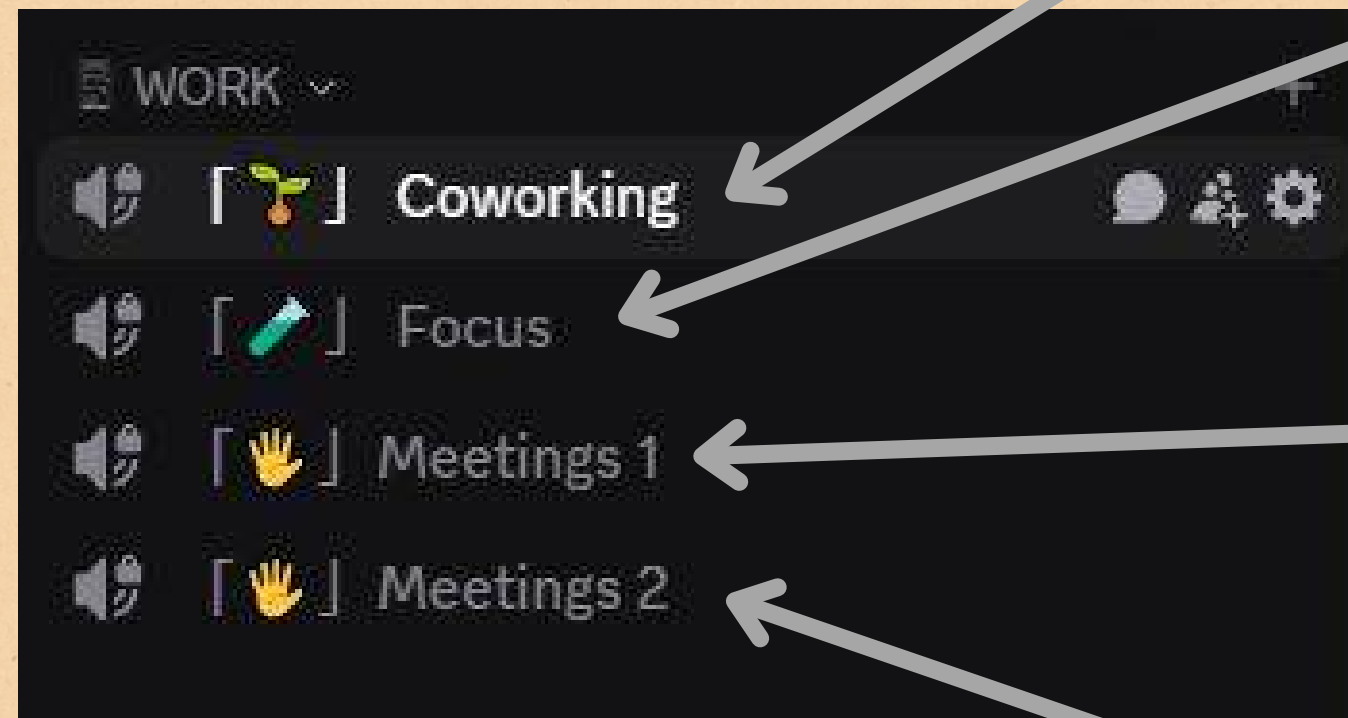 WORK
「🌱」 Coworking
「🧪」 Focus
「🖐」 Meetings 1
「🖐」 Meetings 2